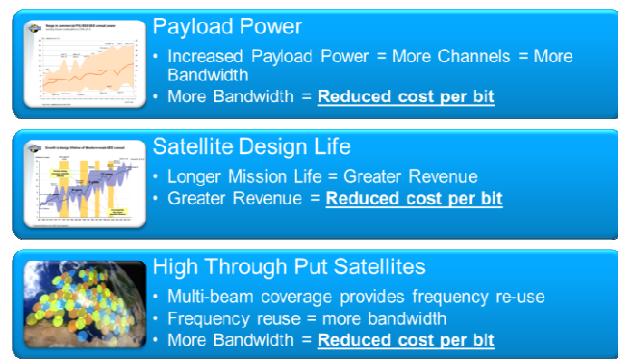 Payload Power
• Increased Payload Power = More Channels = More
Bandwidth
• More Bandwidth = Reduced cost per bit
Satellite Design Life
• Longer Mission Life = Greater Revenue
• Greater Revenue = Reduced cost per bit
High Through Put Satellites
• Multi-beam coverage provides frequency re-use
• Frequency reuse = more bandwidth
• More Bandwidth = Reduced cost per bit